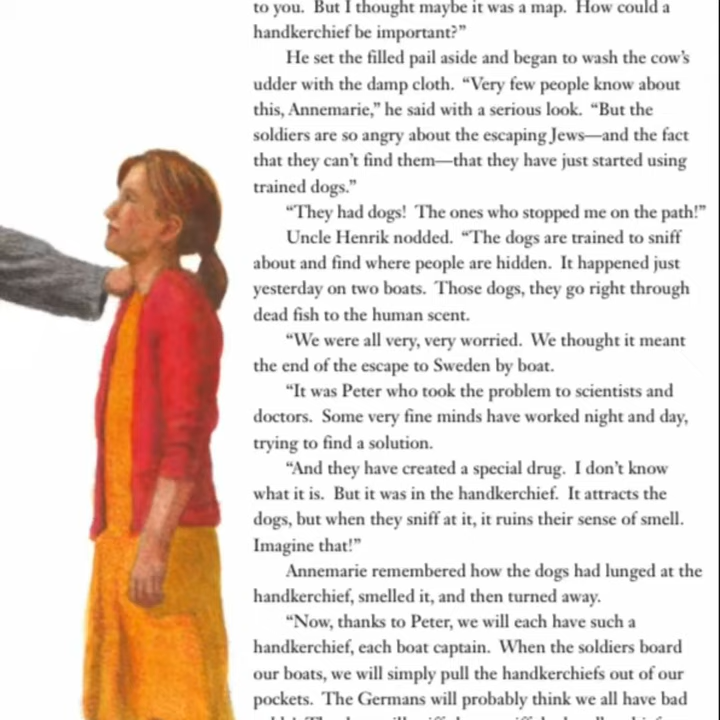 to you. But I thought maybe it was a map. How could a
handkerchief be important?”
He set the filled pail aside and began to wash the cow’s
udder with the damp cloth. “Very few people know about
this, Annemarie,” he said with a serious look. “But the
soldiers are so angry about the escaping Jews—and the fact
that they can’t find them—that they have just started using
trained dogs.”
“They had dogs! The ones who stopped me on the path!”
Uncle Henrik nodded. “The dogs are trained to sniff
about and find where people are hidden. It happened just
yesterday on two boats. Those dogs, they go right through
dead fish to the human scent.
“We were all very, very worried. We thought it meant
the end of the escape to Sweden by boat.
“It was Peter who took the problem to scientists and
doctors. Some very fine minds have worked night and day,
trying to find a solution.
“And they have created a special drug. I don’t know
what it is. But it was in the handkerchief. It attracts the
dogs, but when they sniff at it, it ruins their sense of smell.
Imagine that!”
Annemarie remembered how the dogs had lunged at the
handkerchief, smelled it, and then turned away.
“Now, thanks to Peter, we will each have such a
handkerchief, each boat captain. When the soldiers board
our boats, we will simply pull the handkerchiefs out of our
pockets. The Germans will probably think we all have bad